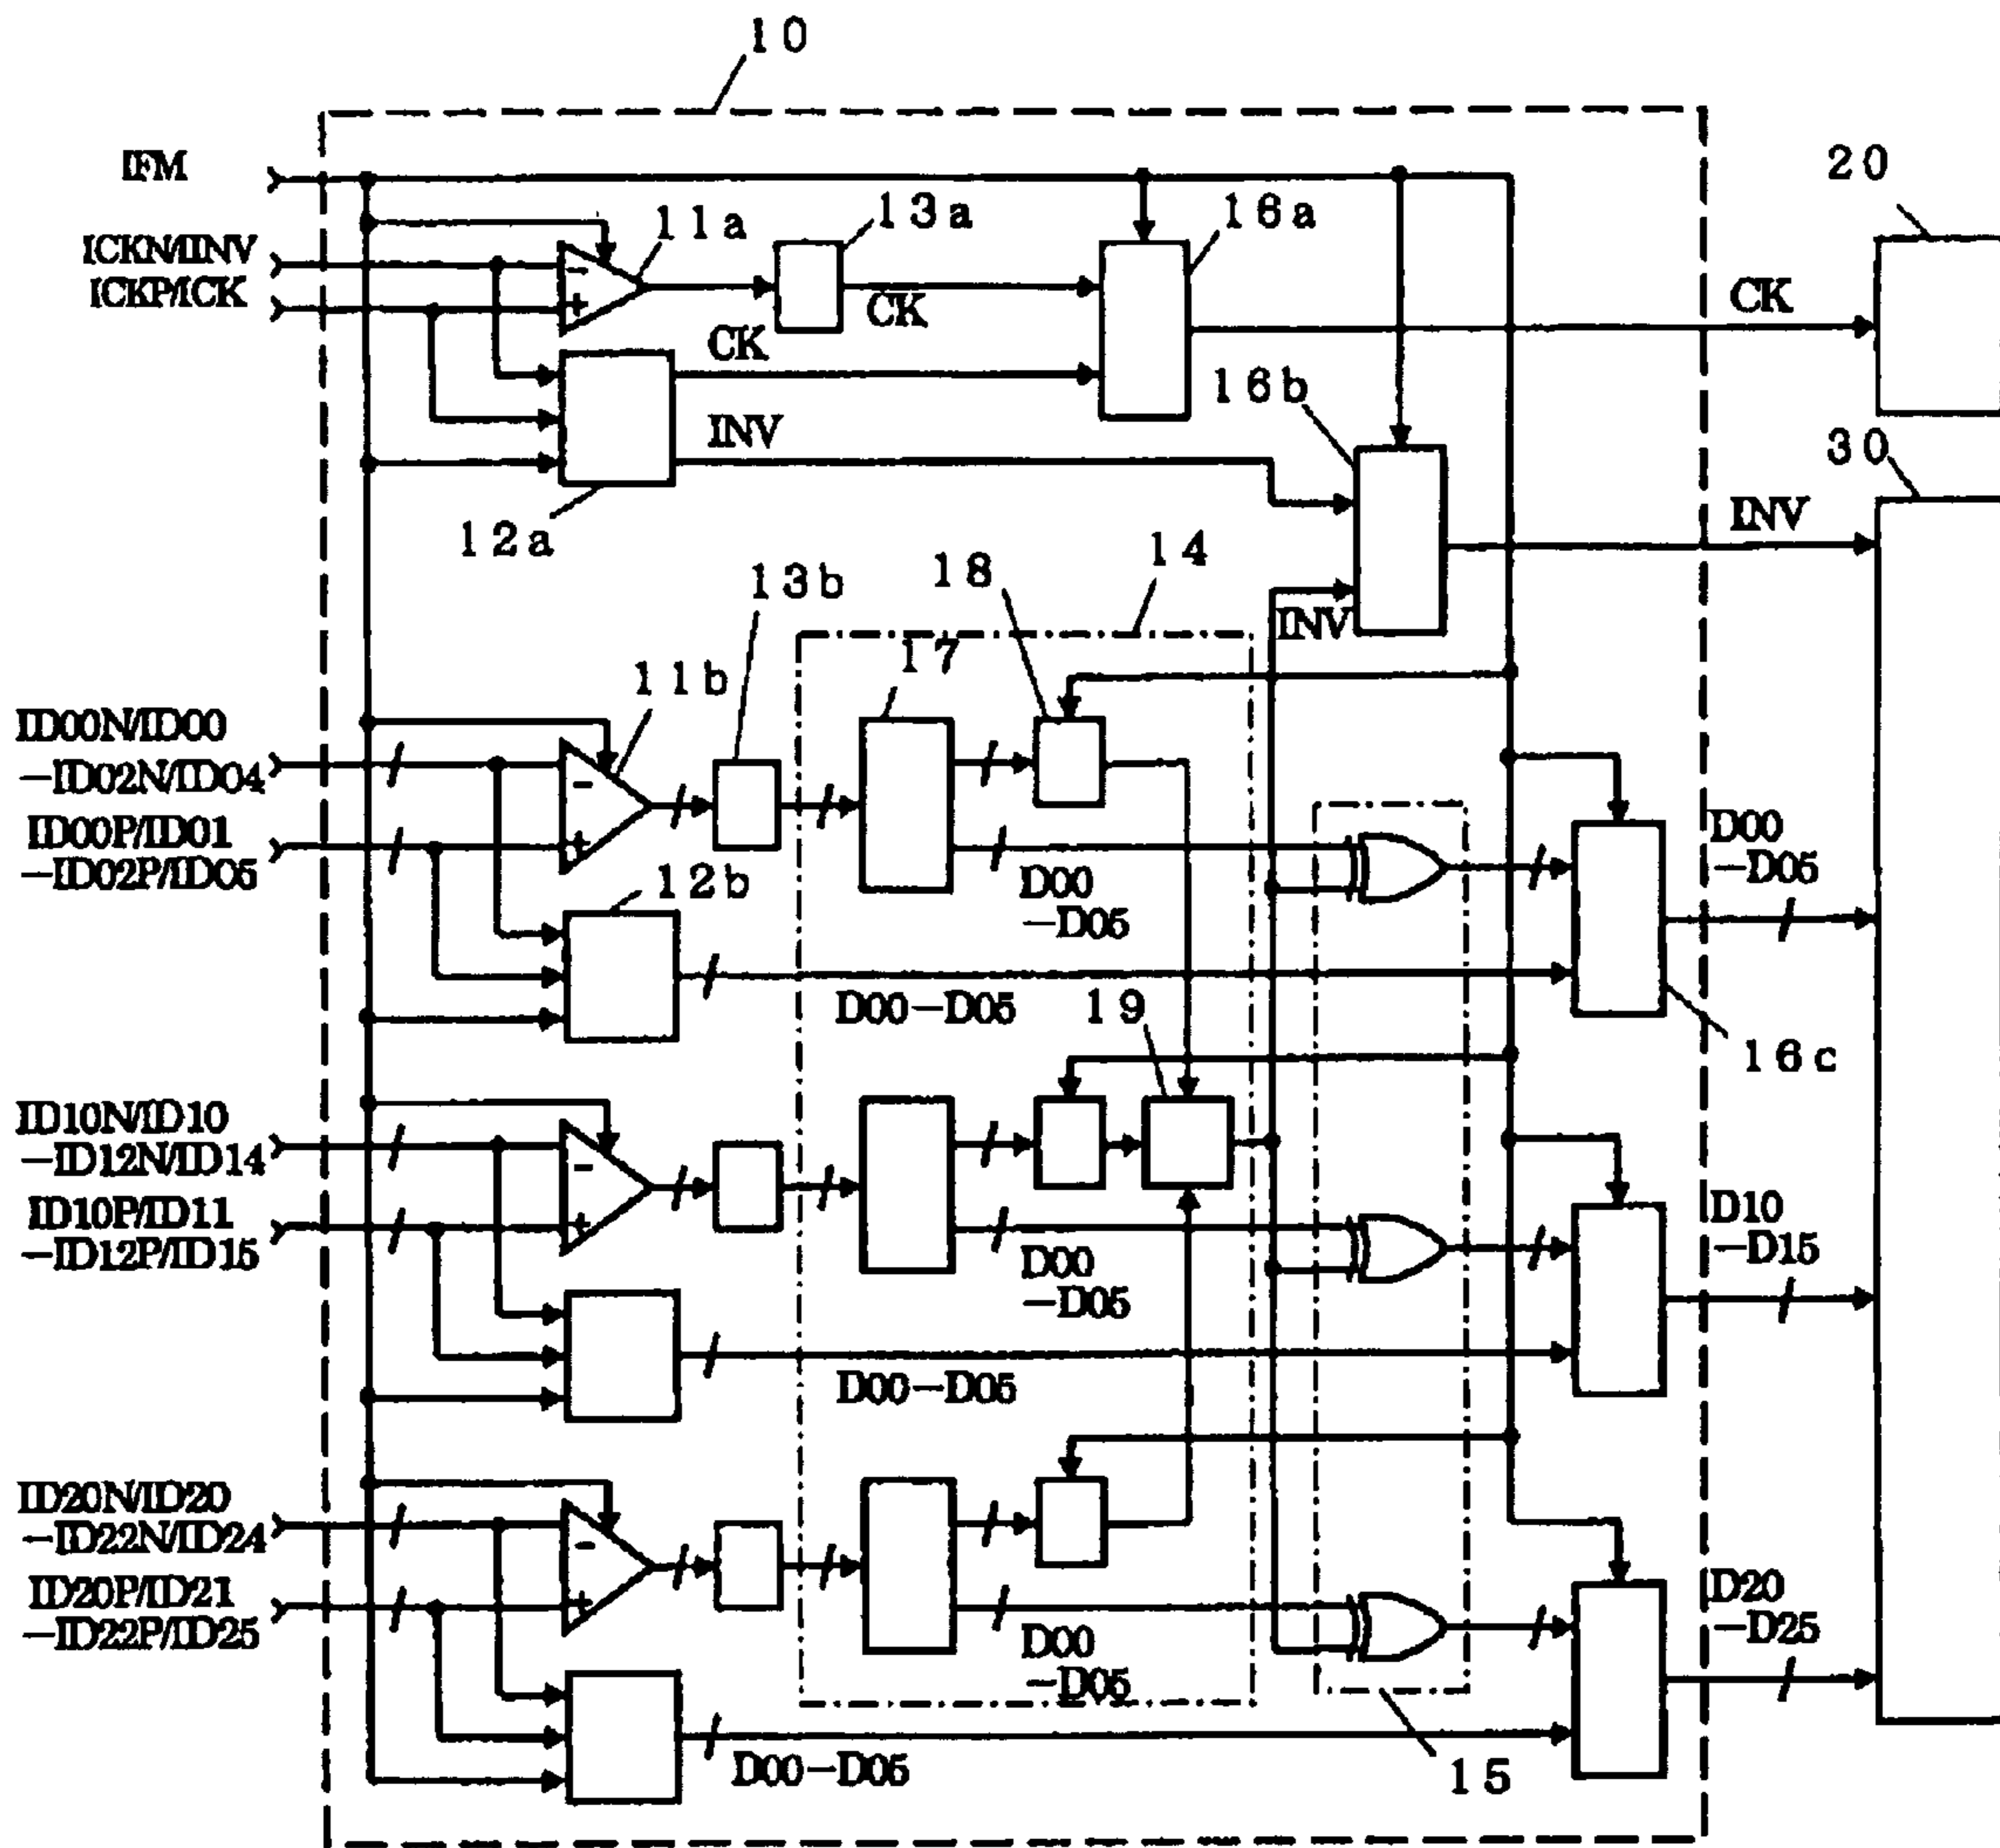 10
IFM
20
11a
13a
16a
ICKN/IINV
ICKP/ICK
CK
CK
CK
16b
INV
30
12a
INV
13b
18
14
INV
17
11b
ID00N/ID00
-ID02N/ID04
ID00P/ID01
-ID02P/ID05
12b
D00
-D05
D00
-D05
D00-D05
19
16c
ID10N/ID10
-ID12N/ID14
ID10P/ID11
-ID12P/ID15
D10
-D15
D00
-D05
D00-D05
ID20N/ID20
-ID22N/ID24
ID20P/ID21
-ID22P/ID25
D20
-D25
D00
-D05
D00-D05
15